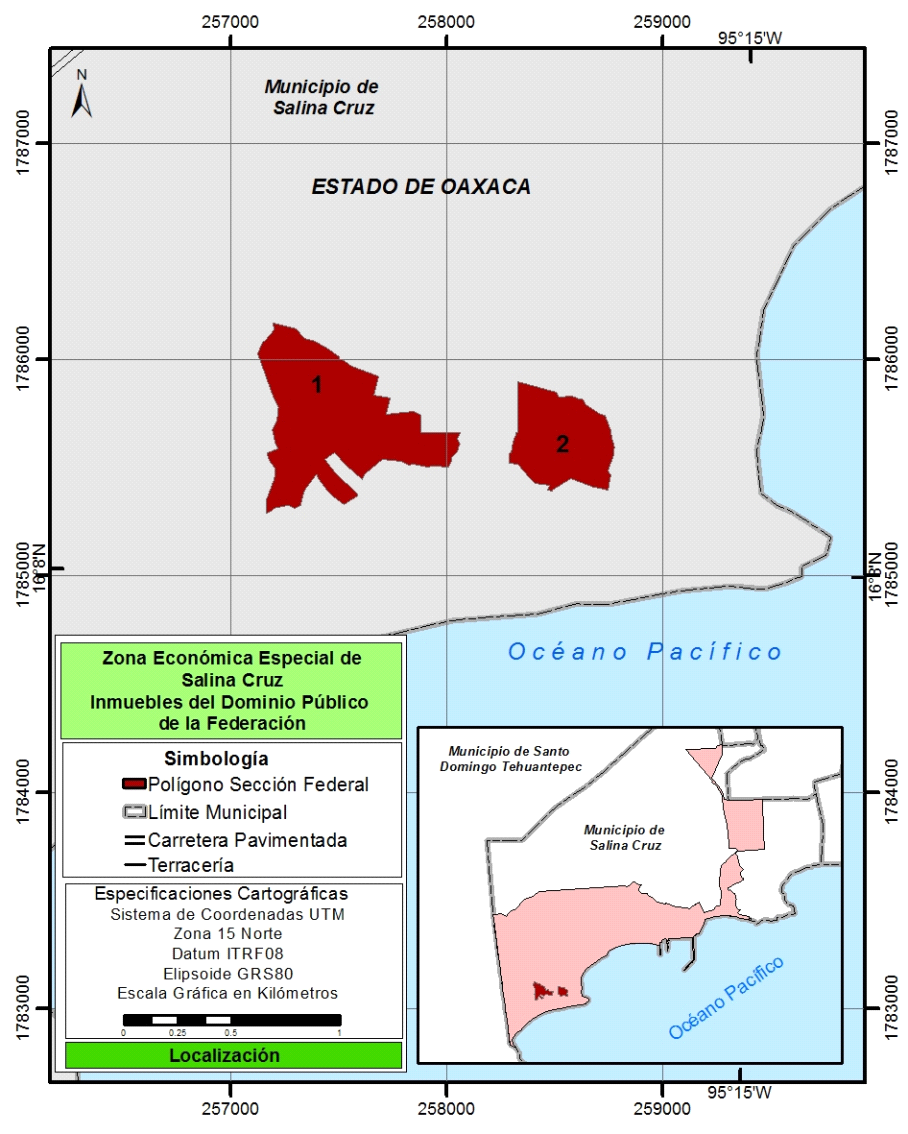 257000
258000
259000
95°15'W
N
Municipio de
Salina Cruz
1787000
1787000
ESTADO DE OAXACA
1786000
1786000
1
2
1785000
1785000
16°8'N
16°8'N
Océano Pacífico
Zona Económica Especial de
Salina Cruz
Inmuebles del Dominio Público
de la Federación
Simbología
Polígono Sección Federal
Límite Municipal
Carretera Pavimentada
Terracería
Especificaciones Cartográficas
Sistema de Coordenadas UTM
Zona 15 Norte
Datum ITRF08
Elipsoide GRS80
Escala Gráfica en Kilómetros
0 0.25 0.5 1
Localización
Municipio de Santo
Domingo Tehuantepec
Municipio de
Salina Cruz
Océano Pacífico
1784000
1784000
1783000
1783000
257000
258000
259000
95°15'W